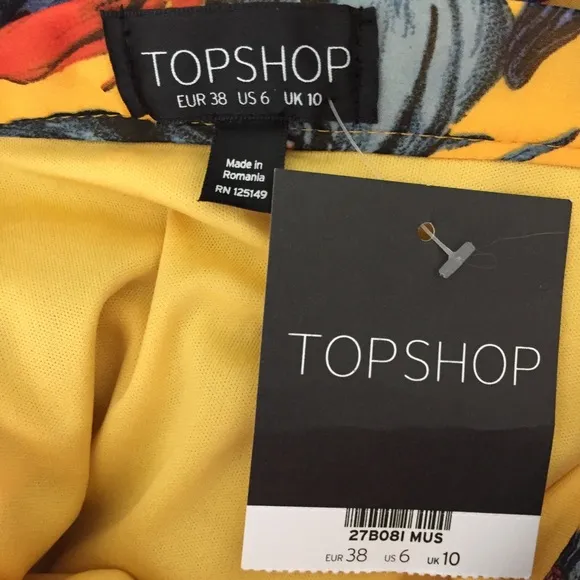 TOPSHOP
EUR 38 US 6 UK 10
Made in
Romania
RN 125149
TOPSHOP
27B08I MUS
EUR 38 US 6 UK 10